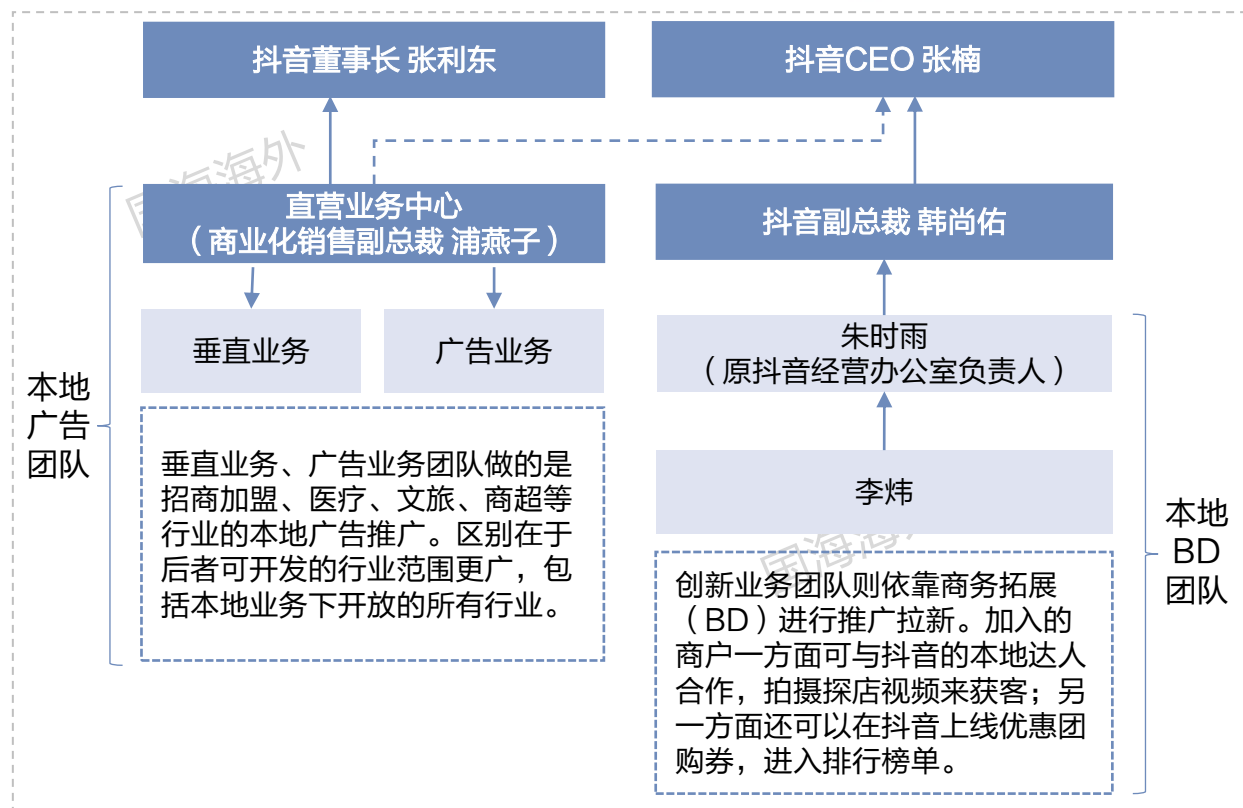 抖音董事长 张利东
抖音CEO 张楠
国海海外
直营业务中心
（商业化销售副总裁 浦燕子）
抖音副总裁 韩尚佑
垂直业务
广告业务
朱时雨
（原抖音经营办公室负责人）
本地
广告
团队
垂直业务、广告业务团队做的是
招商加盟、医疗、文旅、商超等
行业的本地广告推广。区别在于
后者可开发的行业范围更广，包
括本地业务下开放的所有行业。
李炜
国海海
本地
BD
团队
创新业务团队则依靠商务拓展
（BD）进行推广拉新。加入的
商户一方面可与抖音的本地达人
合作，拍摄探店视频来获客；另
一方面还可以在抖音上线优惠团
购券，进入排行榜单。